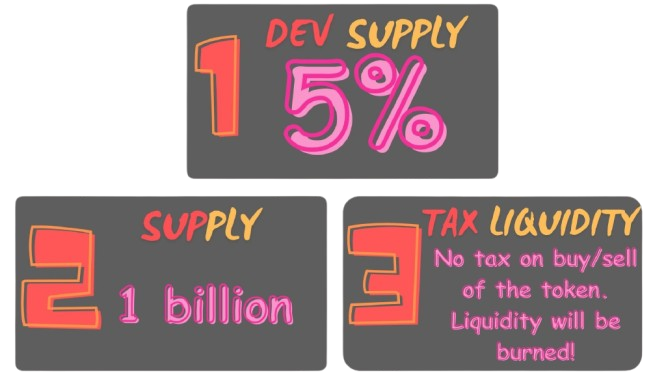 1
DEV SUPPLY
5%
2
SUPPLY
1 billion
3
TAX LIQUIDITY
No tax on buy/sell
of the token.
Liquidity will be
burned!